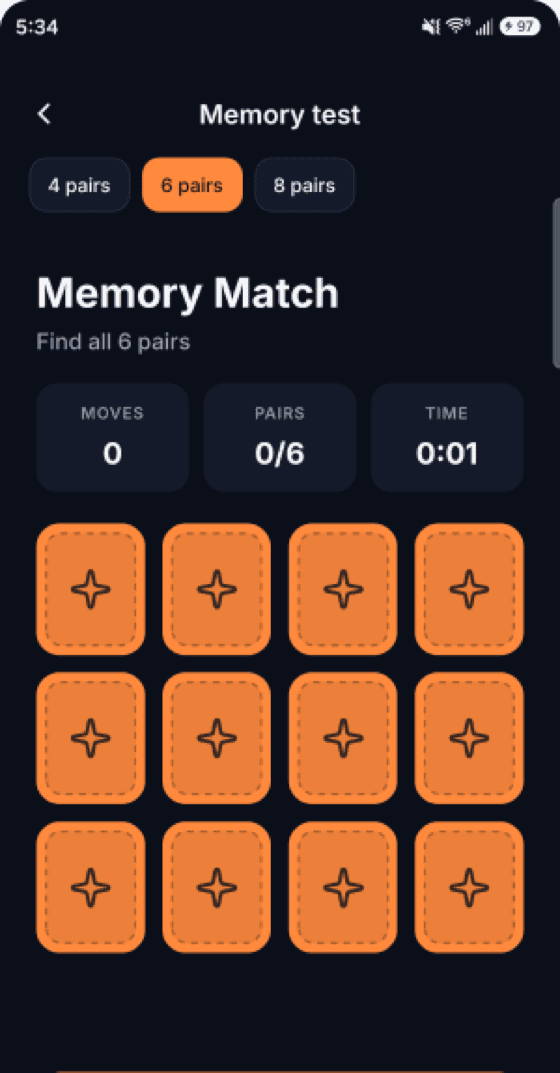 5:34 6 97
Memory test
4 pairs 6 pairs 8 pairs
Memory Match
Find all 6 pairs
MOVES PAIRS TIME
0 0/6 0:01